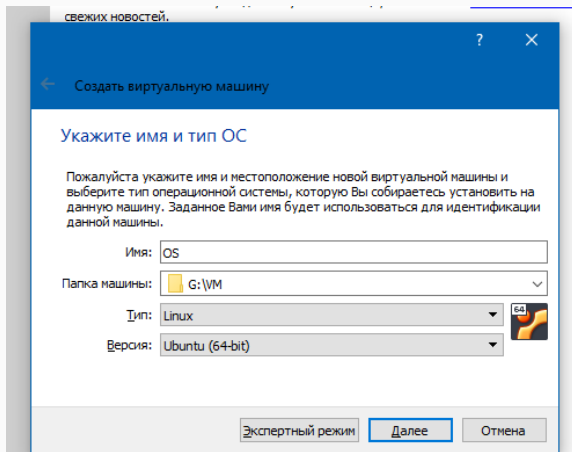 свежих новостей.
?
Создать виртуальную машину
Укажите имя и тип ОС
Пожалуйста укажите имя и местоположение новой виртуальной машины и
выберите тип операционной системы, которую Вы собираетесь установить на
данную машину. Заданное Вами имя будет использоваться для идентификации
данной машины.
Имя: OS
Папка машины: G:\VM
Тип: Linux
64
Версия: Ubuntu (64-bit)
Экспертный режим Далее Отмена